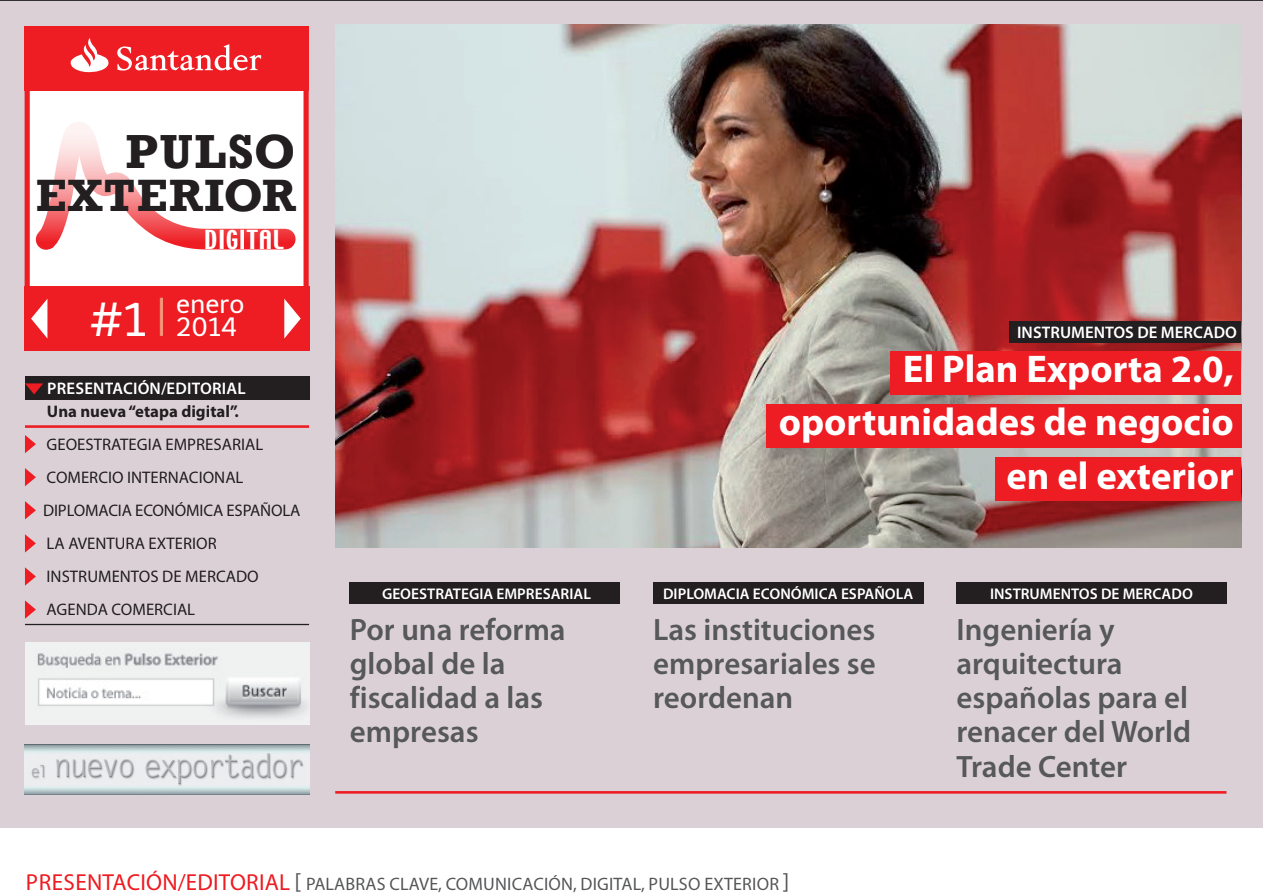 Santander
PULSO
EXTERIOR
DIGITAL
#1
enero
2014
PRESENTACIÓN/EDITORIAL
Una nueva “etapa digital”.
GEOESTRATEGIA EMPRESARIAL
COMERCIO INTERNACIONAL
DIPLOMACIA ECONÓMICA ESPAÑOLA
LA AVENTURA EXTERIOR
INSTRUMENTOS DE MERCADO
AGENDA COMERCIAL
Busqueda en Pulso Exterior
Noticia o tema...
Buscar
el nuevo exportador
INSTRUMENTOS DE MERCADO
El Plan Exporta 2.0,
oportunidades de negocio
en el exterior
GEOESTRATEGIA EMPRESARIAL
Por una reforma
global de la
fiscalidad a las
empresas
DIPLOMACIA ECONÓMICA ESPAÑOLA
Las instituciones
empresariales se
reordenan
INSTRUMENTOS DE MERCADO
Ingeniería y
arquitectura
españolas para el
renacer del World
Trade Center
PRESENTACIÓN/EDITORIAL [ PALABRAS CLAVE, COMUNICACIÓN, DIGITAL, PULSO EXTERIOR ]